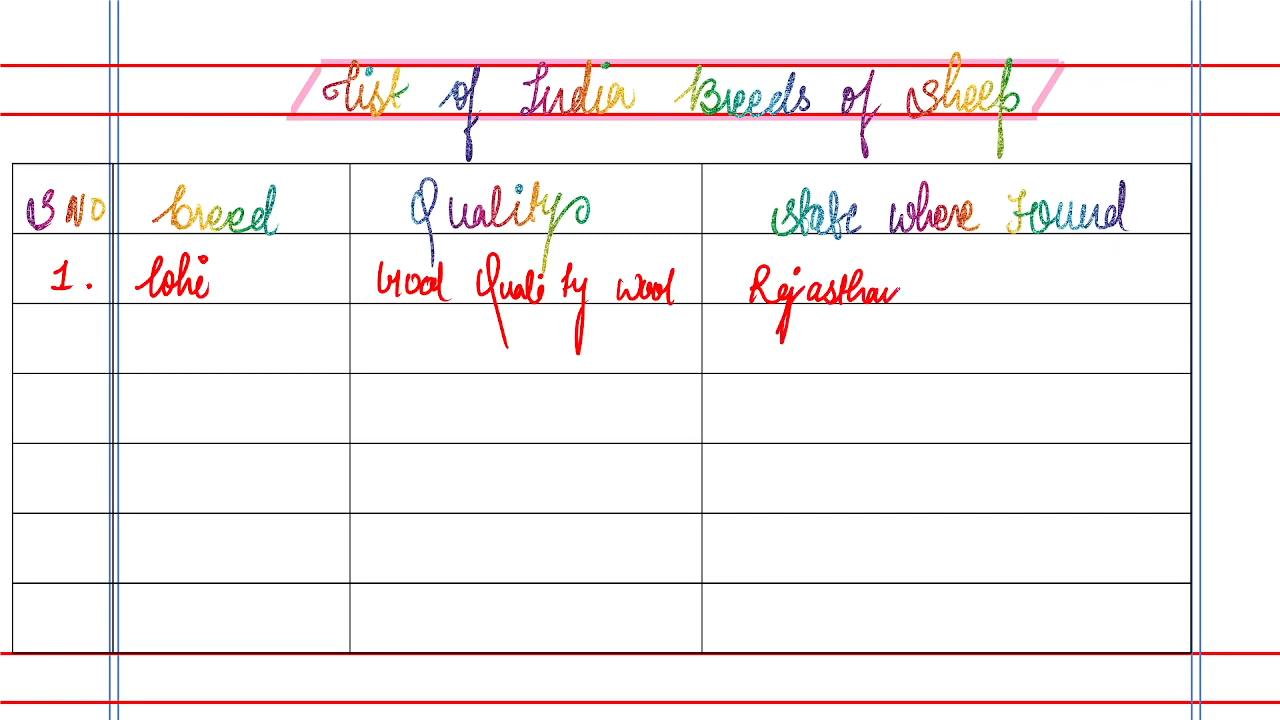 List of India Breeds of Sheep
S NO breed Quality State where Found
1. Lohi Good Quality wool Rajasthan